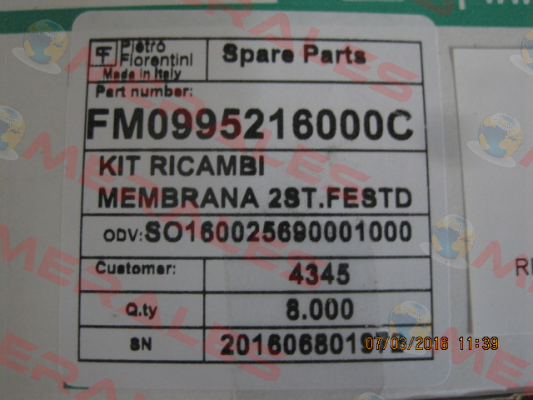 Pietro Fiorentini
Made in Italy
Spare Parts
Part number:
FM0995216000C
KIT RICAMBI
MEMBRANA 2ST.FESTD
ODV:SO160025690001000
Customer: 4345
Q.ty 8.000
SN
07/03/2016 11:39
MERALES